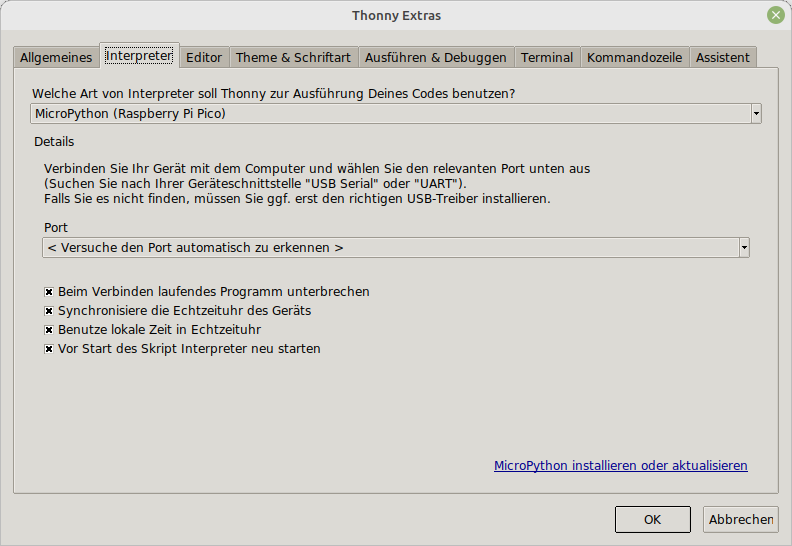 Thonny Extras
Allgemeines Interpreter Editor Theme & Schriftart Ausführen & Debuggen Terminal Kommandozeile Assistent
Welche Art von Interpreter soll Thonny zur Ausführung Deines Codes benutzen?
MicroPython (Raspberry Pi Pico)
Details
Verbinden Sie Ihr Gerät mit dem Computer und wählen Sie den relevanten Port unten aus
(Suchen Sie nach Ihrer Geräteschnittstelle "USB Serial" oder "UART").
Falls Sie es nicht finden, müssen Sie ggf. erst den richtigen USB-Treiber installieren.
Port
< Versuche den Port automatisch zu erkennen >
Beim Verbinden laufendes Programm unterbrechen
Synchronisiere die Echtzeituhr des Geräts
Benutze lokale Zeit in Echtzeituhr
Vor Start des Skript Interpreter neu starten
MicroPython installieren oder aktualisieren
OK Abbrechen